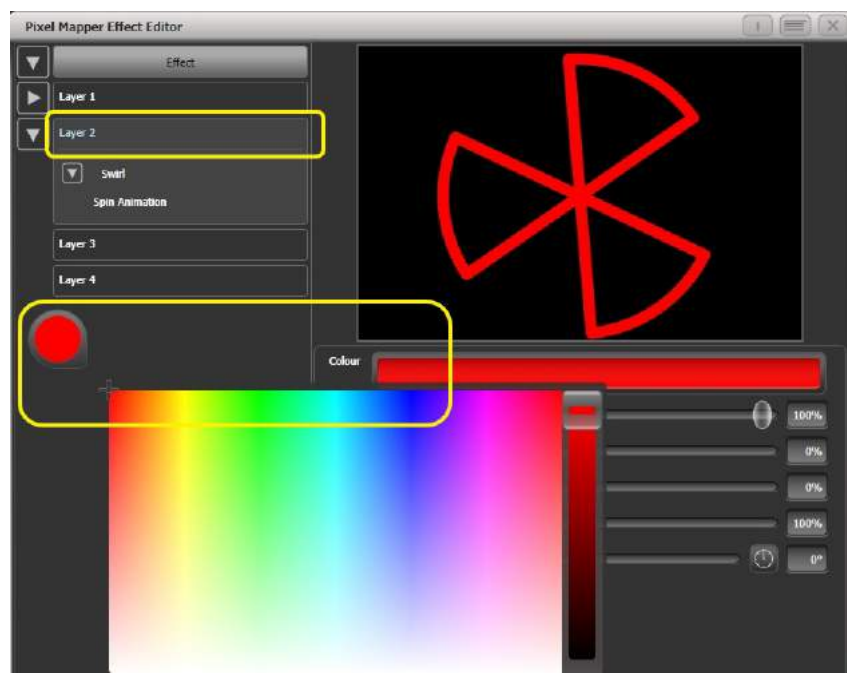 Pixel Mapper Effect Editor
Effect
Layer 1
Layer 2
Swirl
Spin Animation
Layer 3
Layer 4
Colour
100%
0%
0%
100%
0°